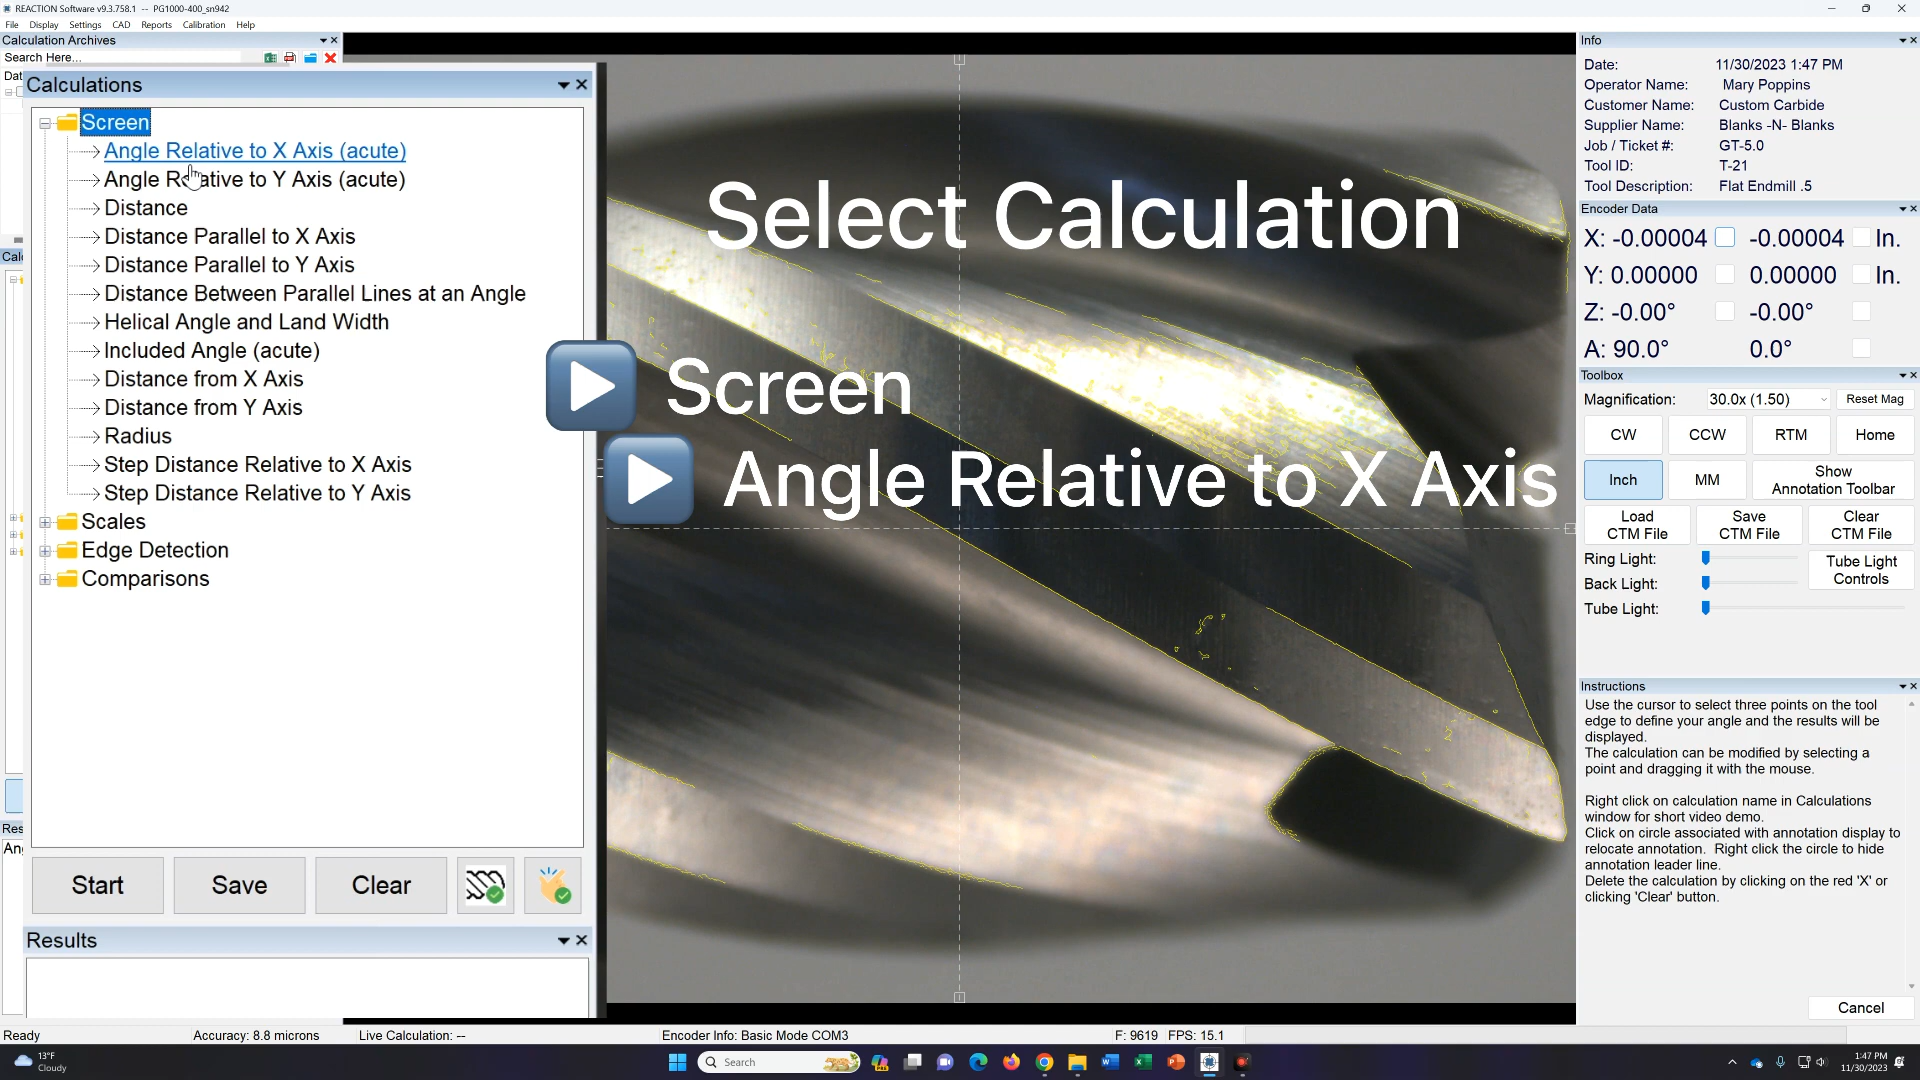 REACTION Software v9.3.758.1 -- PG1000-400_sn942
File Display Settings CAD Reports Calibration Help
Calculation Archives
Search Here...
Calculations
Screen
Angle Relative to X Axis (acute)
Angle Relative to Y Axis (acute)
Distance
Distance Parallel to X Axis
Distance Parallel to Y Axis
Distance Between Parallel Lines at an Angle
Helical Angle and Land Width
Included Angle (acute)
Distance from X Axis
Distance from Y Axis
Radius
Step Distance Relative to X Axis
Step Distance Relative to Y Axis
Scales
Edge Detection
Comparisons
Start Save Clear
Results
Select Calculation
Screen
Angle Relative to X Axis
Info
Date: 11/30/2023 1:47 PM
Operator Name: Mary Poppins
Customer Name: Custom Carbide
Supplier Name: Blanks -N- Blanks
Job / Ticket #: GT-5.0
Tool ID: T-21
Tool Description: Flat Endmill .5
Encoder Data
X: -0.00004 -0.00004 In.
Y: 0.00000 0.00000 In.
Z: -0.00° -0.00°
A: 90.0° 0.0°
Toolbox
Magnification: 30.0x (1.50) Reset Mag
CW CCW RTM Home
Inch MM Show
Annotation Toolbar
Load Save Clear
CTM File CTM File CTM File
Ring Light: Tube Light
Back Light: Controls
Tube Light:
Instructions
Use the cursor to select three points on the tool
edge to define your angle and the results will be
displayed.
The calculation can be modified by selecting a
point and dragging it with the mouse.
Right click on calculation name in Calculations
window for short video demo.
Click on circle associated with annotation display to
relocate annotation. Right click the circle to hide
annotation leader line.
Delete the calculation by clicking on the red 'X' or
clicking 'Clear' button.
Cancel
Ready Accuracy: 8.8 microns Live Calculation: -- Encoder Info: Basic Mode COM3 F: 9619 FPS: 15.1
13°F
Cloudy
Search
1:47 PM
11/30/2023